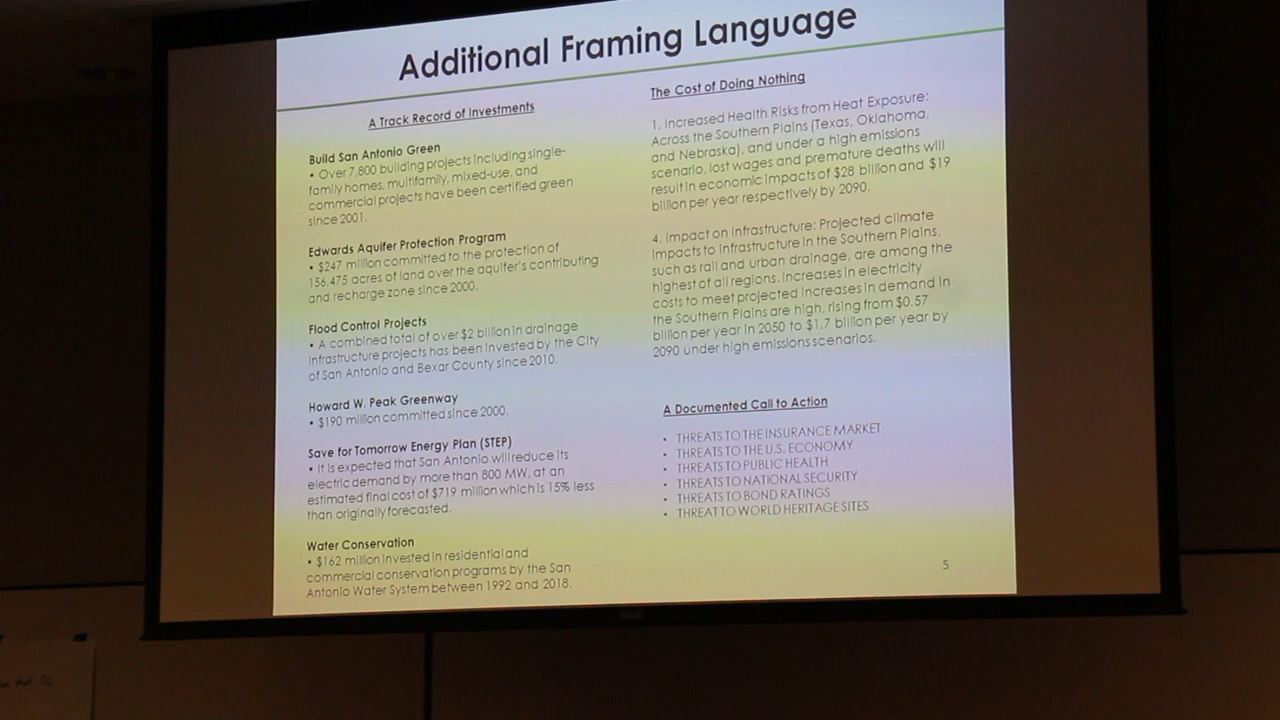 Additional Framing Language
A Track Record of Investments
Build San Antonio Green
• Over 7,800 building projects including single-
family homes, multifamily, mixed-use, and
commercial projects have been certified green
since 2001.
Edwards Aquifer Protection Program
• $247 million committed to the protection of
156,475 acres of land over the aquifer's contributing
and recharge zone since 2000.
Flood Control Projects
• A combined total of over $2 billion in drainage
infrastructure projects has been invested by the City
of San Antonio and Bexar County since 2010.
Howard W. Peak Greenway
• $190 million committed since 2000.
Save for Tomorrow Energy Plan (STEP)
• It is expected that San Antonio will reduce its
electric demand by more than 800 MW, at an
estimated final cost of $719 million which is 15% less
than originally forecasted.
Water Conservation
• $162 million invested in residential and
commercial conservation programs by the San
Antonio Water System between 1992 and 2018.
The Cost of Doing Nothing
1. Increased Health Risks from Heat Exposure:
Across the Southern Plains (Texas, Oklahoma,
and Nebraska), and under a high emissions
scenario, lost wages and premature deaths will
result in economic impacts of $28 billion and $19
billion per year respectively by 2090.
4. Impact on Infrastructure: Projected climate
impacts to infrastructure in the Southern Plains,
such as rail and urban drainage, are among the
highest of all regions. Increases in electricity
costs to meet projected increases in demand in
the Southern Plains are high, rising from $0.57
billion per year in 2050 to $1.7 billion per year by
2090 under high emissions scenarios.
A Documented Call to Action
• THREATS TO THE INSURANCE MARKET
• THREATS TO THE U.S. ECONOMY
• THREATS TO PUBLIC HEALTH
• THREATS TO NATIONAL SECURITY
• THREATS TO BOND RATINGS
• THREAT TO WORLD HERITAGE SITES
5